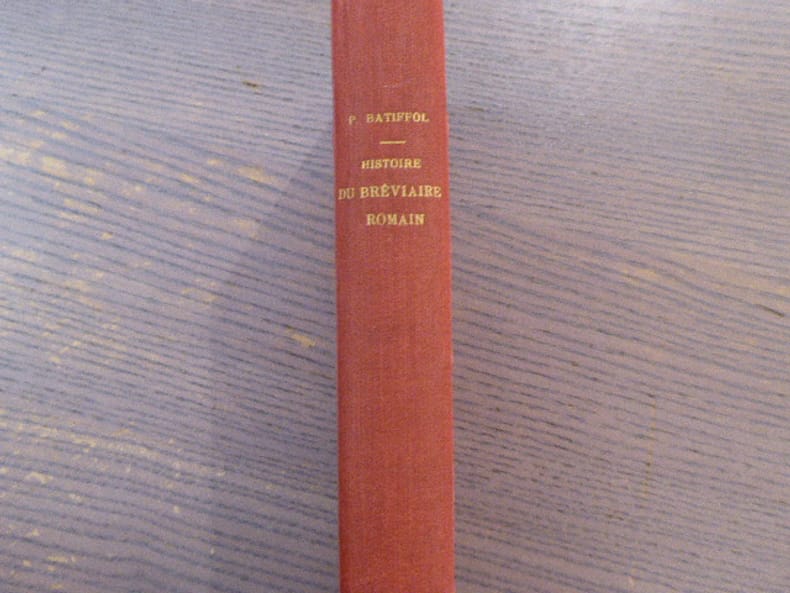 P. BATIFFOL
HISTOIRE
DU BRÉVIAIRE
ROMAIN